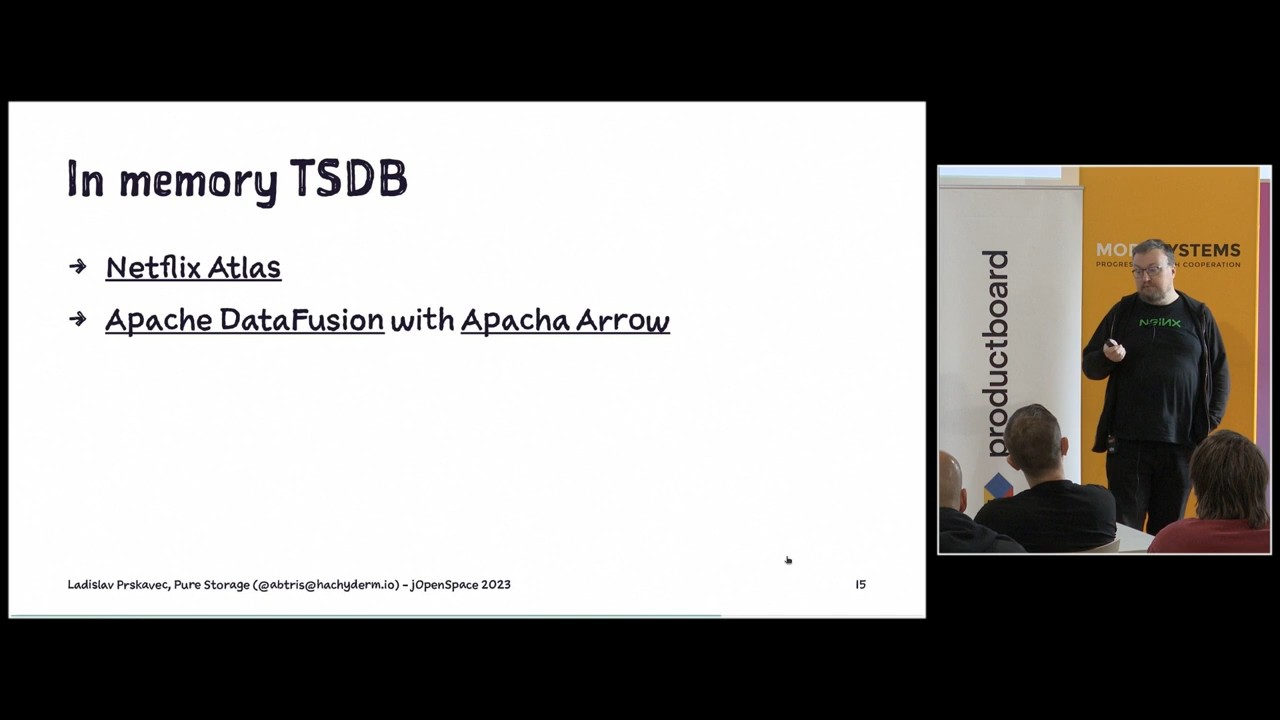 In memory TSDB
→ Netflix Atlas
→ Apache DataFusion with Apacha Arrow
Ladislav Prskavec, Pure Storage (@abtris@hachyderm.io) - jOpenSpace 2023
15
productboard
NGINX